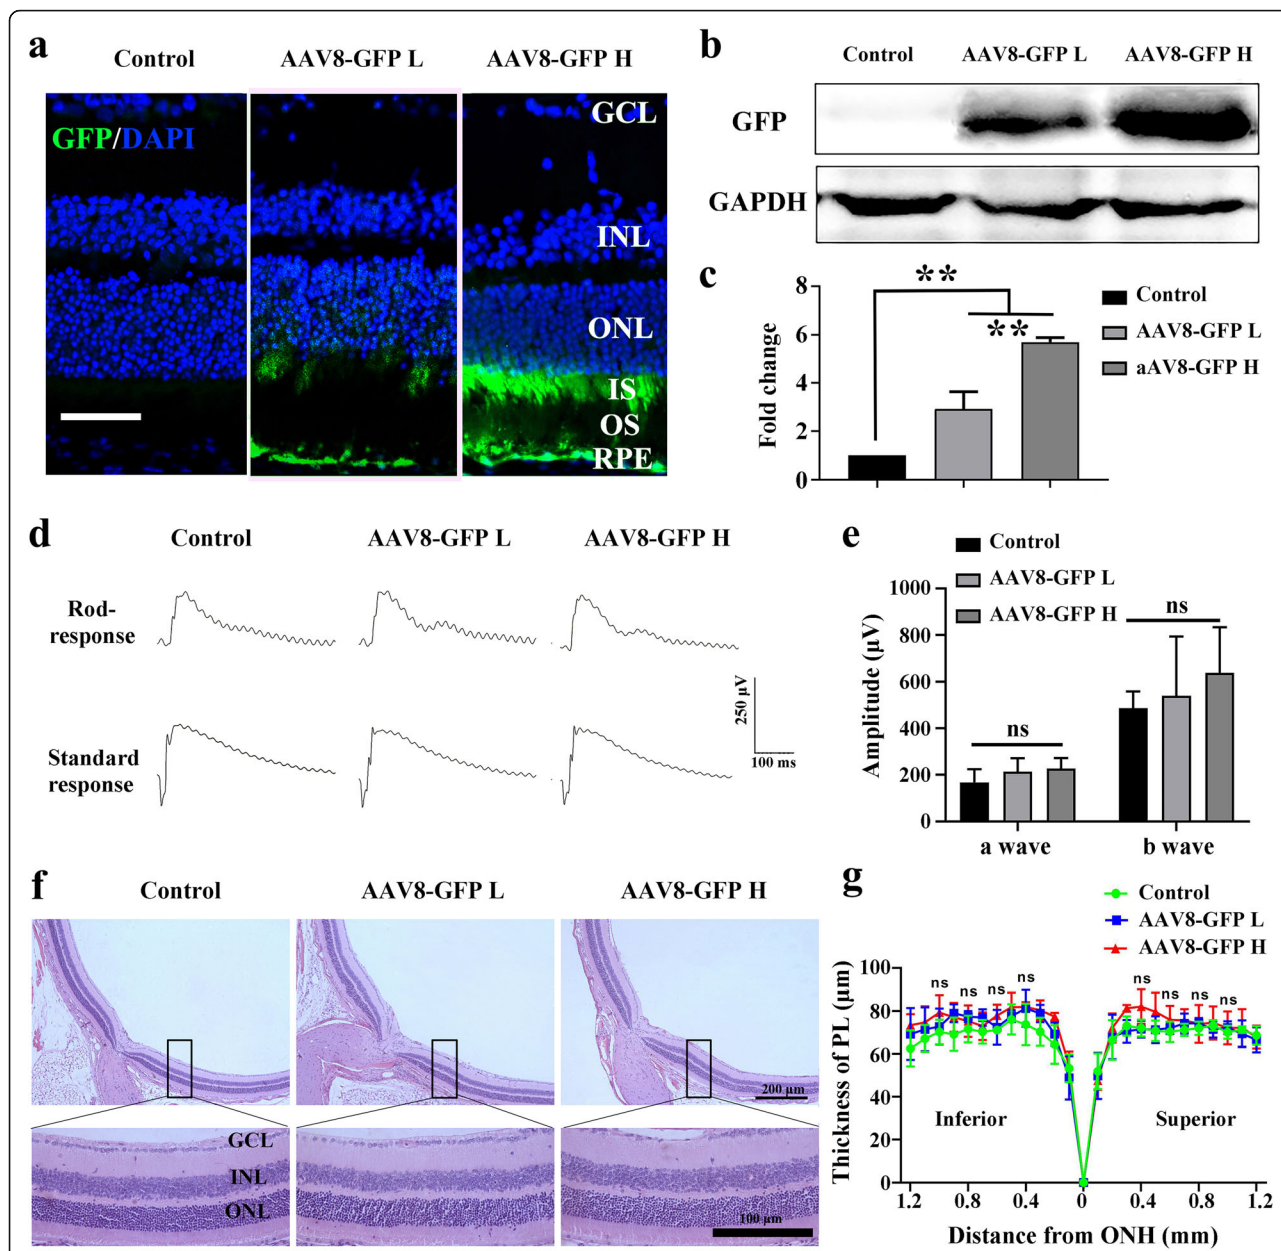 a
Control
AAV8-GFP L
AAV8-GFP H
GFP/DAPI
GCL
INL
ONL
IS
OS
RPE
b
Control
AAV8-GFP L
AAV8-GFP H
GFP
GAPDH
c
Fold change
8
6
4
2
0
**
**
Control
AAV8-GFP L
aAV8-GFP H
d
Control
AAV8-GFP L
AAV8-GFP H
Rod-
response
Standard
response
250 μV
100 ms
e
Control
AAV8-GFP L
AAV8-GFP H
Amplitude (μV)
1000
800
600
400
200
0
ns
ns
a wave
b wave
f
Control
AAV8-GFP L
AAV8-GFP H
200 μm
GCL
INL
ONL
100 μm
g
Control
AAV8-GFP L
AAV8-GFP H
Thickness of PL (μm)
100
80
60
40
20
0
ns ns ns ns ns ns ns ns
Inferior
Superior
1.2 0.8 0.4 0 0.4 0.8 1.2
Distance from ONH (mm)